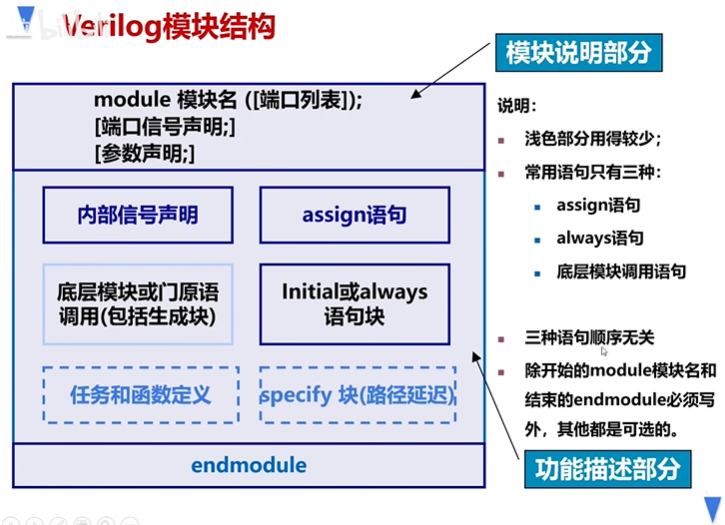 Verilog模块结构
模块说明部分
module 模块名 ([端口列表]);
[端口信号声明;]
[参数声明;]
内部信号声明
assign语句
底层模块或门原语
调用(包括生成块)
Initial或always
语句块
任务和函数定义
specify 块(路径延迟)
endmodule
说明：
浅色部分用得较少；
常用语句只有三种：
assign语句
always语句
底层模块调用语句
三种语句顺序无关
除开始的module模块名和
结束的endmodule必须写
外，其他都是可选的。
功能描述部分